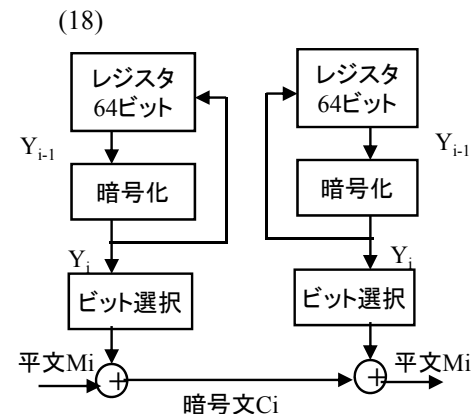 (18)
レジスタ
64ビット
Yi-1
暗号化
Yi
ビット選択
平文Mi
+
レジスタ
64ビット
Yi-1
暗号化
Yi
ビット選択
+
平文Mi
暗号文Ci